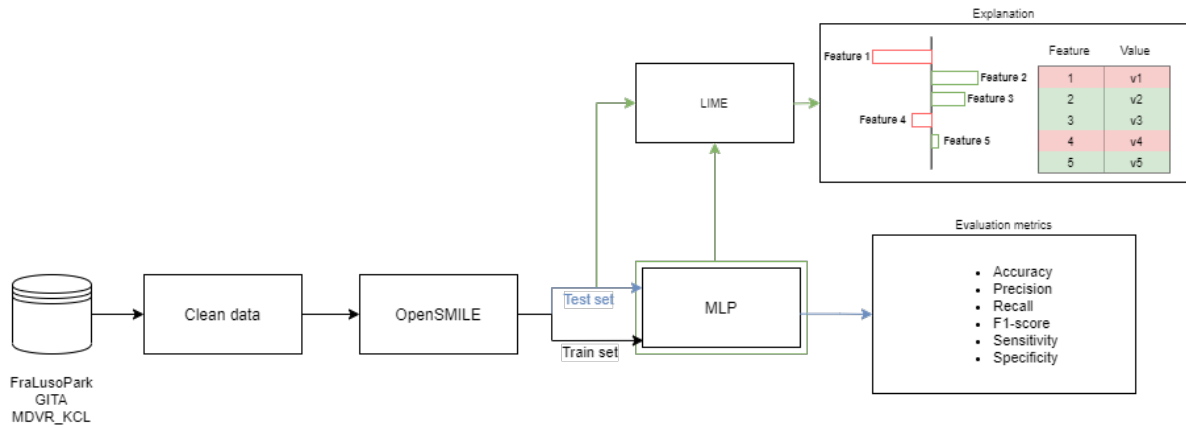 Explanation
Feature 1
Feature 2
Feature 3
Feature 4
Feature 5
Feature Value
1 v1
2 v2
3 v3
4 v4
5 v5
LIME
Evaluation metrics
Accuracy
Precision
Recall
F1-score
Sensitivity
Specificity
Clean data
OpenSMILE
Test set
Train set
MLP
FraLusoPark
GITA
MDVR_KCL